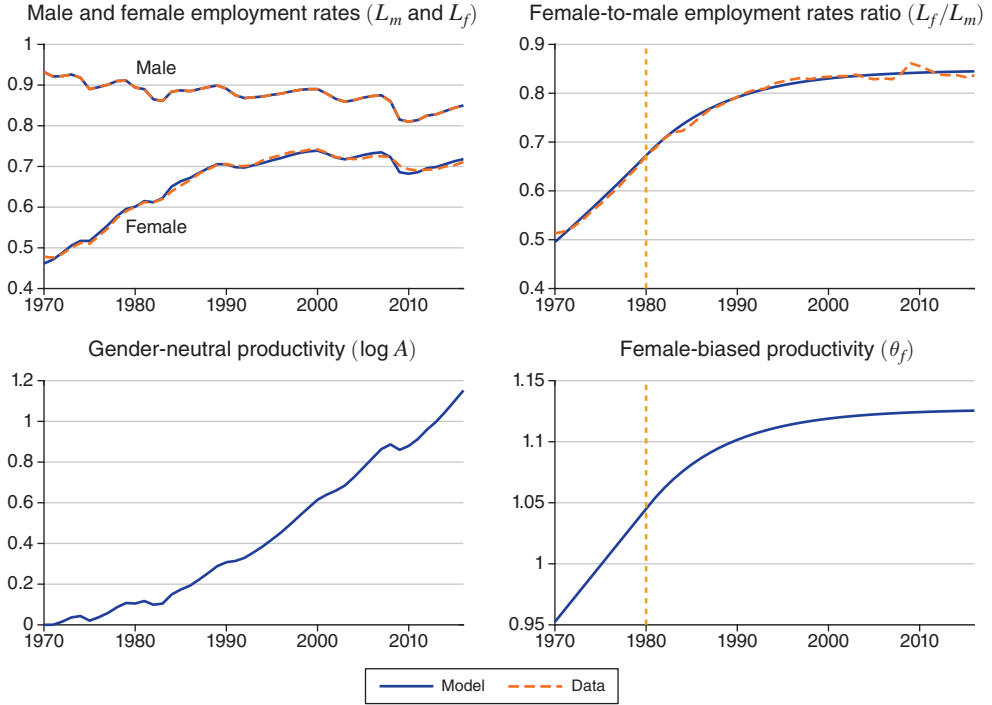 Male and female employment rates (L_m and L_f)
1
0.9
0.8
0.7
0.6
0.5
0.4
Male
Female
1970 1980 1990 2000 2010
Female-to-male employment rates ratio (L_f/L_m)
0.9
0.8
0.7
0.6
0.5
0.4
1970 1980 1990 2000 2010
Gender-neutral productivity (log A)
1.2
1
0.8
0.6
0.4
0.2
0
1970 1980 1990 2000 2010
Female-biased productivity (θ_f)
1.15
1.1
1.05
1
0.95
1970 1980 1990 2000 2010
Model Data